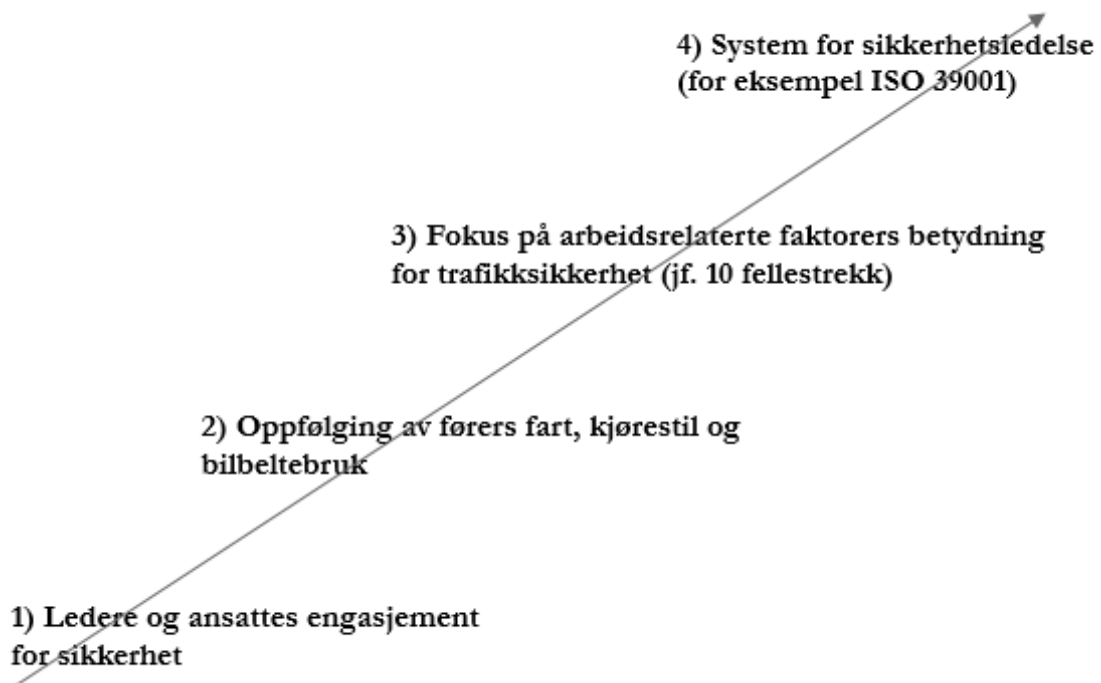 4) System for sikkerhetsledelse
(for eksempel ISO 39001)
3) Fokus på arbeidsrelaterte faktorers betydning
for trafikksikkerhet (jf. 10 fellestrekk)
2) Oppfølging av førers fart, kjørestil og
bilbeltebruk
1) Ledere og ansattes engasjement
for sikkerhet